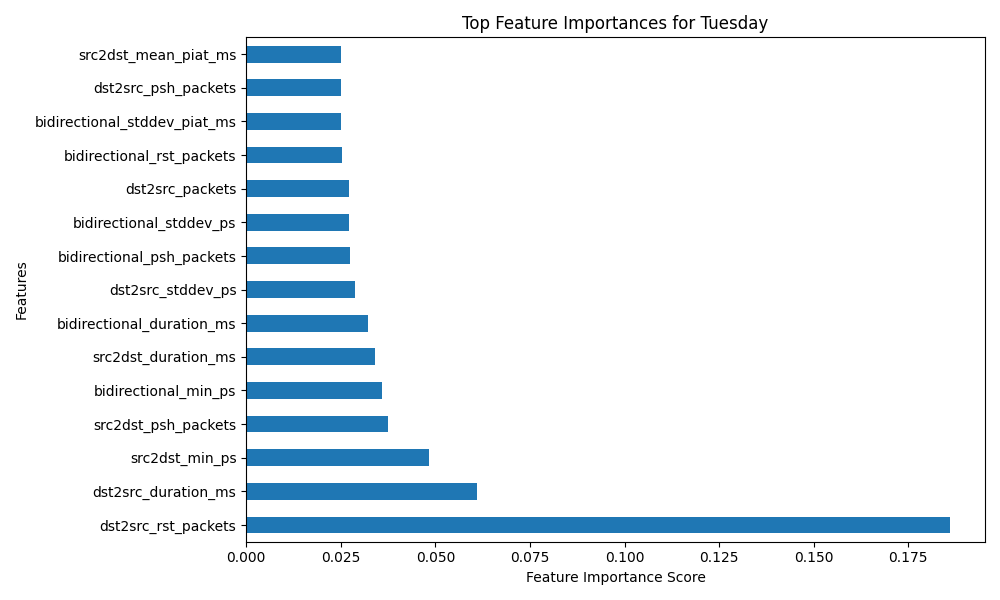 Top Feature Importances for Tuesday
src2dst_mean_piat_ms
dst2src_psh_packets
bidirectional_stddev_piat_ms
bidirectional_rst_packets
dst2src_packets
bidirectional_stddev_ps
bidirectional_psh_packets
dst2src_stddev_ps
bidirectional_duration_ms
src2dst_duration_ms
bidirectional_min_ps
src2dst_psh_packets
src2dst_min_ps
dst2src_duration_ms
dst2src_rst_packets
Features
0.000 0.025 0.050 0.075 0.100 0.125 0.150 0.175
Feature Importance Score